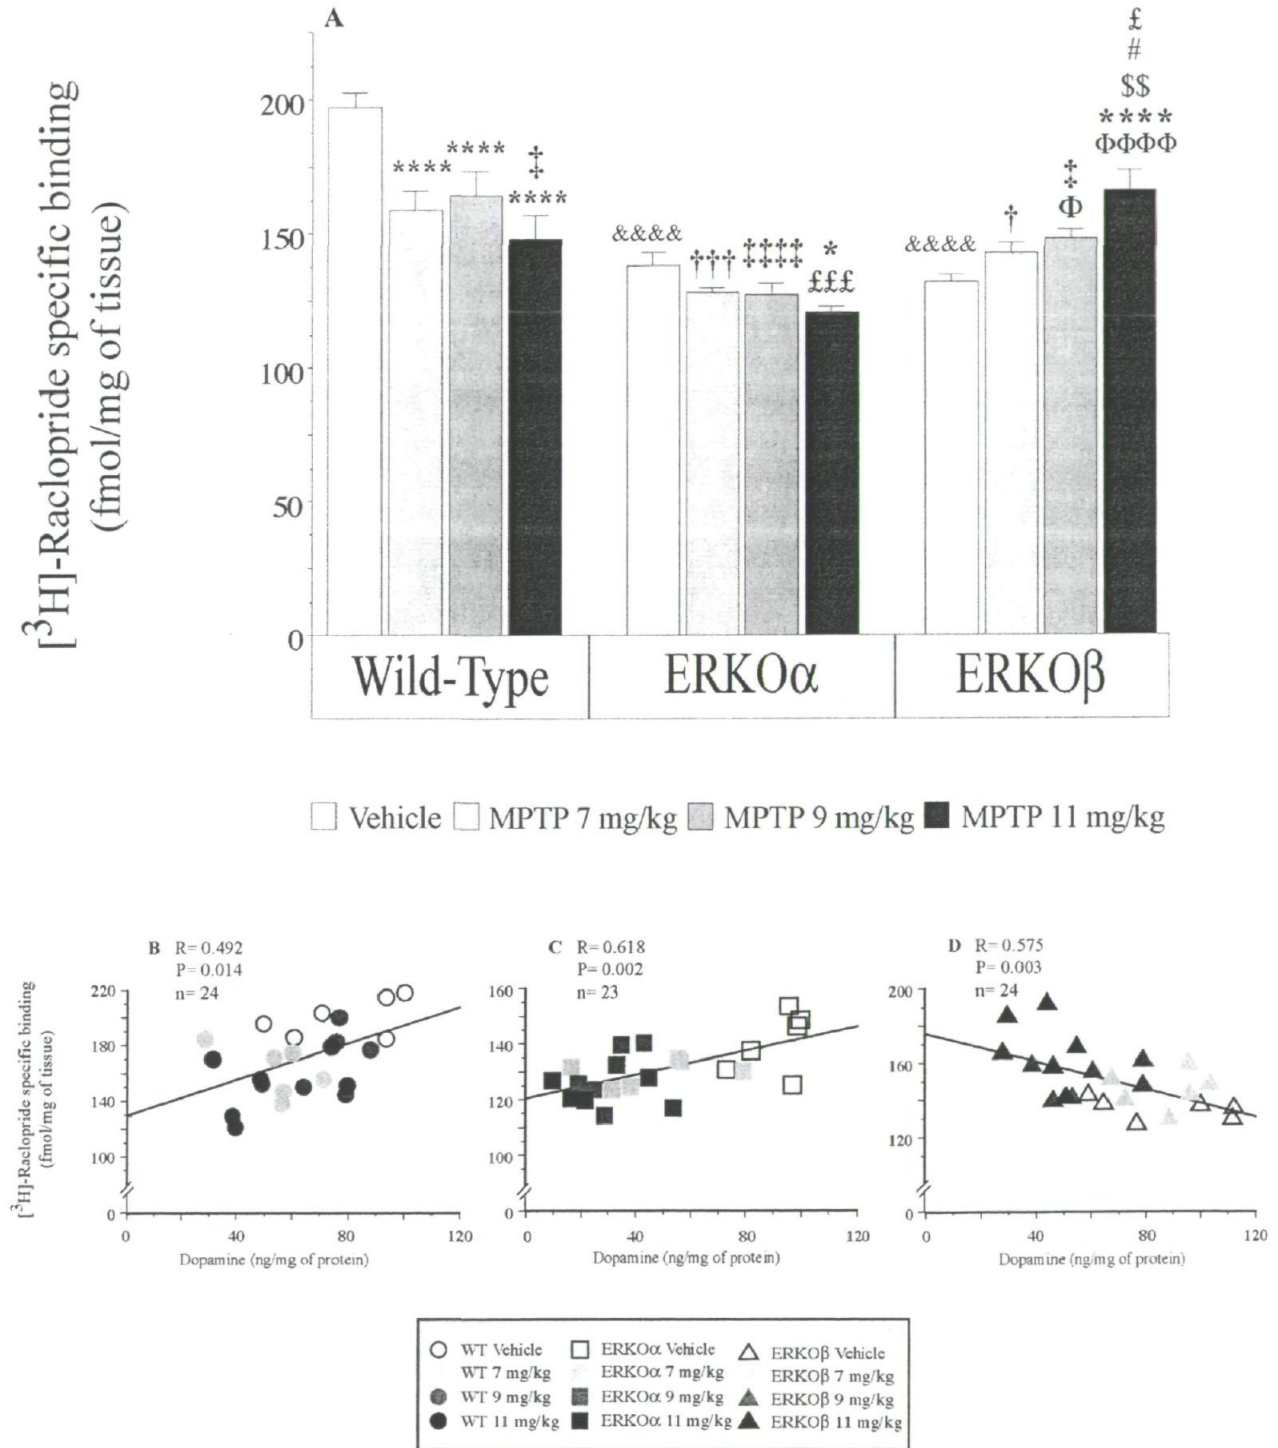 A
[³H]-Raclopride specific binding
(fmol/mg of tissue)
200
150
100
50
0
****
****
‡
‡
****
&&&&
†††
‡‡‡‡
*
£££
&&&&
†
‡
Φ
£
#
$$
****
ΦΦΦΦ
Wild-Type
ERKOα
ERKOβ
Vehicle
MPTP 7 mg/kg
MPTP 9 mg/kg
MPTP 11 mg/kg
[³H]-Raclopride specific binding
(fmol/mg of tissue)
B
R= 0.492
P= 0.014
n= 24
220
180
140
100
0
0
40
80
120
Dopamine (ng/mg of protein)
C
R= 0.618
P= 0.002
n= 23
160
140
120
100
0
0
40
80
120
Dopamine (ng/mg of protein)
D
R= 0.575
P= 0.003
n= 24
200
160
120
0
0
40
80
120
Dopamine (ng/mg of protein)
WT Vehicle
WT 7 mg/kg
WT 9 mg/kg
WT 11 mg/kg
ERKOα Vehicle
ERKOα 7 mg/kg
ERKOα 9 mg/kg
ERKOα 11 mg/kg
ERKOβ Vehicle
ERKOβ 7 mg/kg
ERKOβ 9 mg/kg
ERKOβ 11 mg/kg